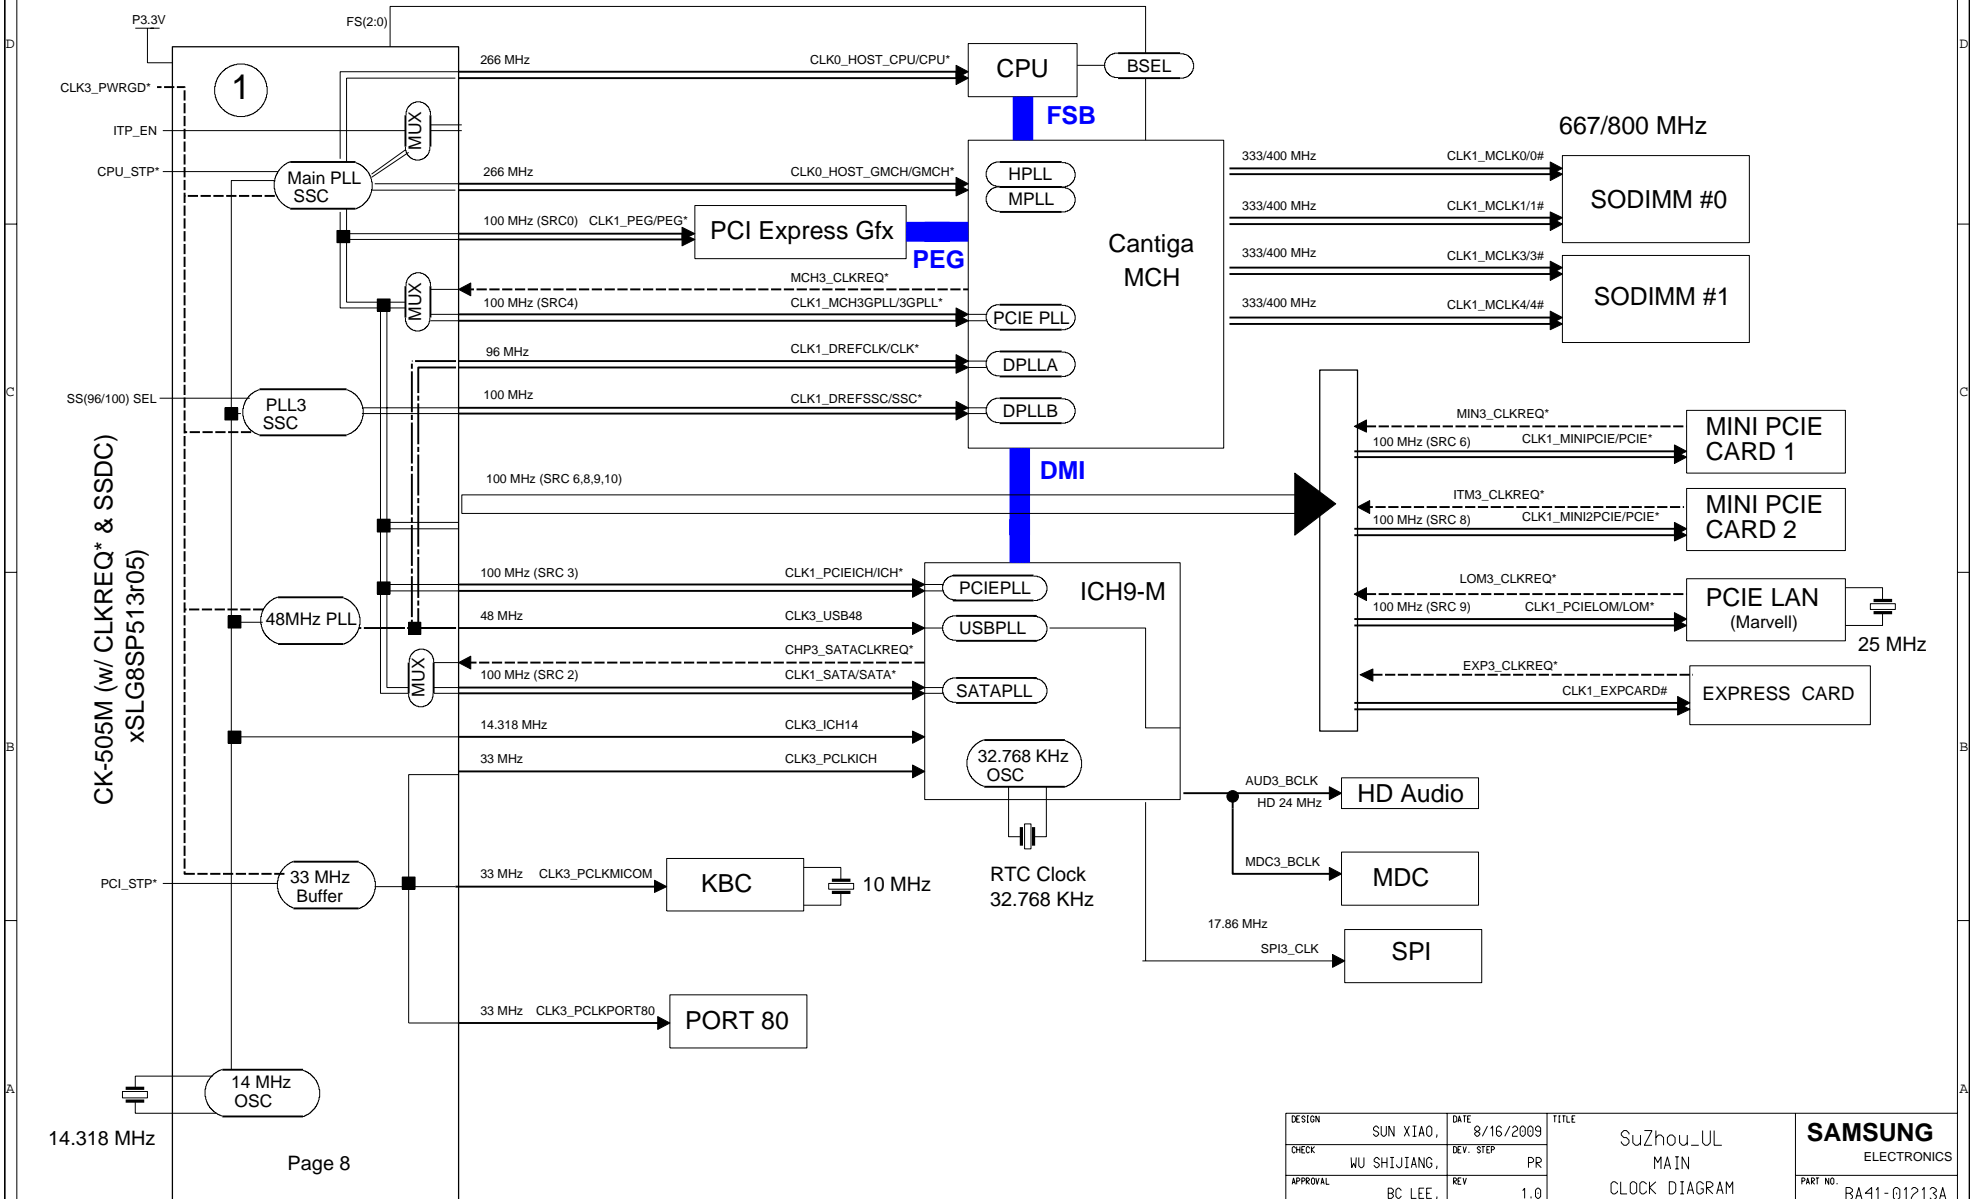 D
D
P3.3V
FS(2:0)
CLK3_PWRGD*
1
266 MHz
CLK0_HOST_CPU/CPU*
CPU
BSEL
FSB
ITP_EN
MUX
CPU_STP*
Main PLL
SSC
266 MHz
CLK0_HOST_GMCH/GMCH*
HPLL
MPLL
100 MHz (SRC0)
CLK1_PEG/PEG*
PCI Express Gfx
PEG
Cantiga
MCH
MCH3_CLKREQ*
MUX
100 MHz (SRC4)
CLK1_MCH3GPLL/3GPLL*
PCIE PLL
96 MHz
CLK1_DREFCLK/CLK*
DPLLA
SS(96/100) SEL
PLL3
SSC
100 MHz
CLK1_DREFSSC/SSC*
DPLLB
667/800 MHz
333/400 MHz
CLK1_MCLK0/0#
SODIMM #0
333/400 MHz
CLK1_MCLK1/1#
333/400 MHz
CLK1_MCLK3/3#
SODIMM #1
333/400 MHz
CLK1_MCLK4/4#
C
C
DMI
100 MHz (SRC 6,8,9,10)
MIN3_CLKREQ*
100 MHz (SRC 6)
CLK1_MINIPCIE/PCIE*
MINI PCIE
CARD 1
ITM3_CLKREQ*
100 MHz (SRC 8)
CLK1_MINI2PCIE/PCIE*
MINI PCIE
CARD 2
LOM3_CLKREQ*
100 MHz (SRC 9)
CLK1_PCIELOM/LOM*
PCIE LAN
(Marvell)
25 MHz
EXP3_CLKREQ*
CLK1_EXPCARD#
EXPRESS CARD
CK-505M (w/ CLKREQ* & SSDC)
xSLG8SP513r05)
48MHz PLL
100 MHz (SRC 3)
CLK1_PCIEICH/ICH*
PCIEPLL
ICH9-M
48 MHz
CLK3_USB48
USBPLL
CHP3_SATACLKREQ*
MUX
100 MHz (SRC 2)
CLK1_SATA/SATA*
SATAPLL
14.318 MHz
CLK3_ICH14
33 MHz
CLK3_PCLKICH
32.768 KHz
OSC
B
B
AUD3_BCLK
HD 24 MHz
HD Audio
MDC3_BCLK
MDC
RTC Clock
32.768 KHz
PCI_STP*
33 MHz
Buffer
33 MHz
CLK3_PCLKMICOM
KBC
10 MHz
17.86 MHz
SPI3_CLK
SPI
33 MHz
CLK3_PCLKPORT80
PORT 80
A
A
14 MHz
OSC
14.318 MHz
Page 8
DESIGN
SUN XIAO,
DATE
8/16/2009
TITLE
SuZhou_UL
MAIN
CLOCK DIAGRAM
SAMSUNG
ELECTRONICS
CHECK
WU SHIJIANG,
DEV. STEP
PR
APPROVAL
BC LEE,
REV
1.0
PART NO.
BA41-01213A